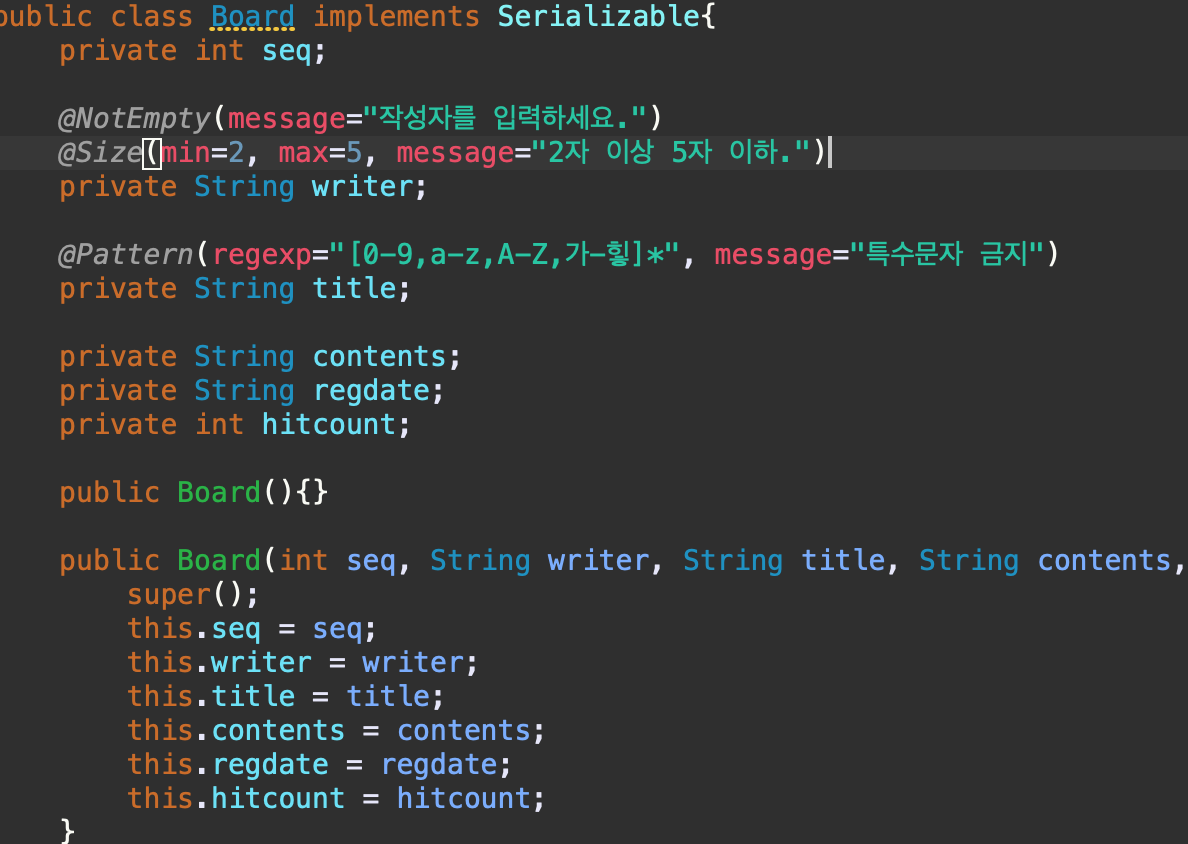 public class Board implements Serializable{
private int seq;
@NotEmpty(message="작성자를 입력하세요.")
@Size(min=2, max=5, message="2자 이상 5자 이하.")
private String writer;
@Pattern(regexp="[0-9,a-z,A-Z,가-힣]*", message="특수문자 금지")
private String title;
private String contents;
private String regdate;
private int hitcount;
public Board(){}
public Board(int seq, String writer, String title, String contents,
super();
this.seq = seq;
this.writer = writer;
this.title = title;
this.contents = contents;
this.regdate = regdate;
this.hitcount = hitcount;
}